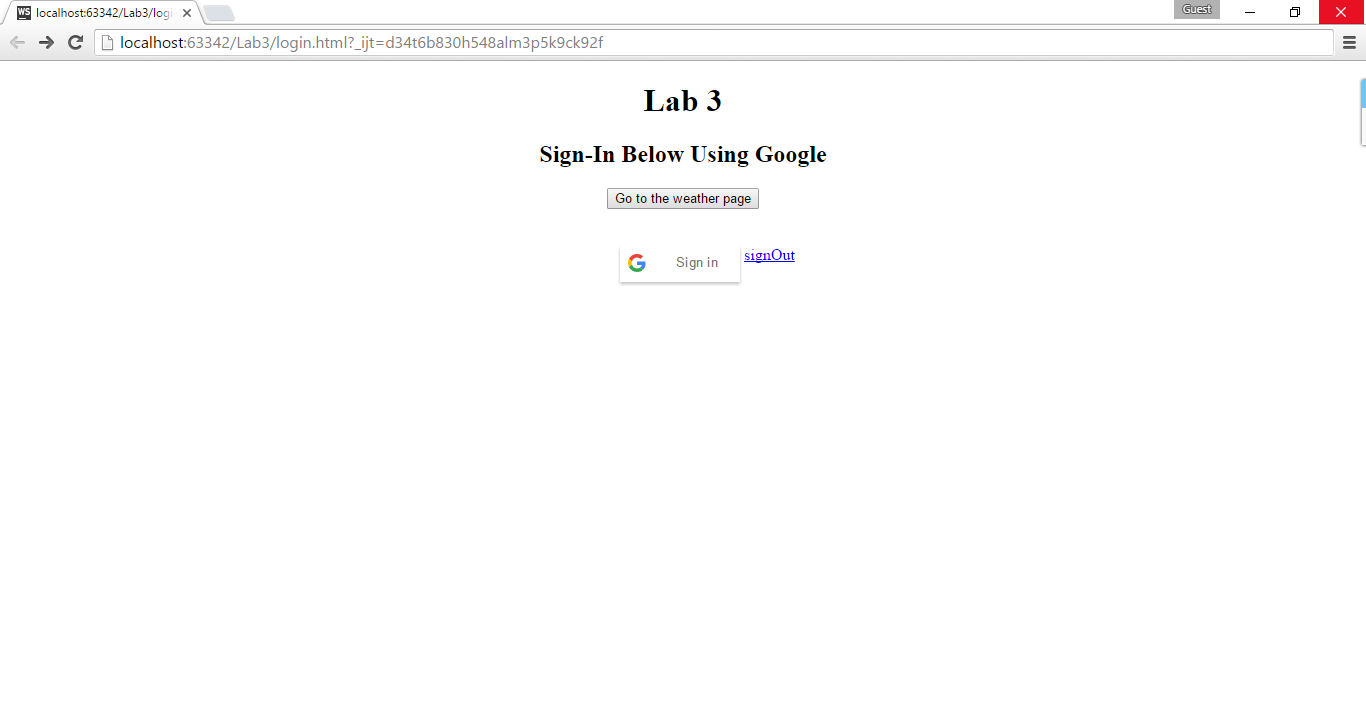 WS localhost:63342/Lab3/logi
Guest
localhost:63342/Lab3/login.html?_ijt=d34t6b830h548alm3p5k9ck92f
Lab 3
Sign-In Below Using Google
Go to the weather page
Sign in signOut